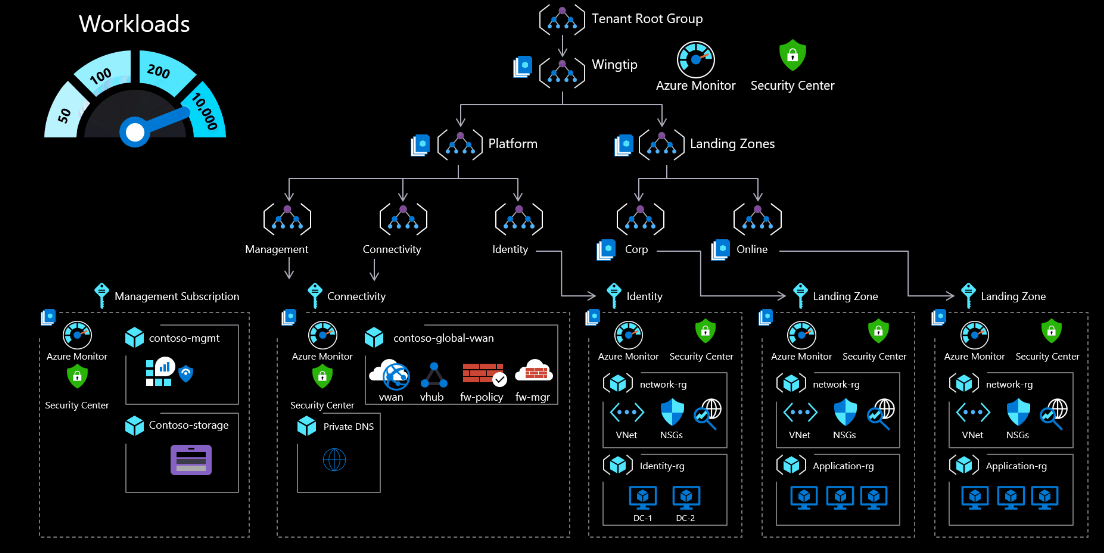 Workloads
50
100
200
10,000
Tenant Root Group
Wingtip
Azure Monitor
Security Center
Platform
Landing Zones
Management
Connectivity
Identity
Corp
Online
Management Subscription
Azure Monitor
Security Center
contoso-mgmt
Contoso-storage
Connectivity
Azure Monitor
Security Center
contoso-global-vwan
vwan
vhub
fw-policy
fw-mgr
Private DNS
Identity
Azure Monitor
Security Center
network-rg
VNet
NSGs
Identity-rg
DC-1
DC-2
Landing Zone
Azure Monitor
Security Center
network-rg
VNet
NSGs
Application-rg
Landing Zone
Azure Monitor
Security Center
network-rg
VNet
NSGs
Application-rg